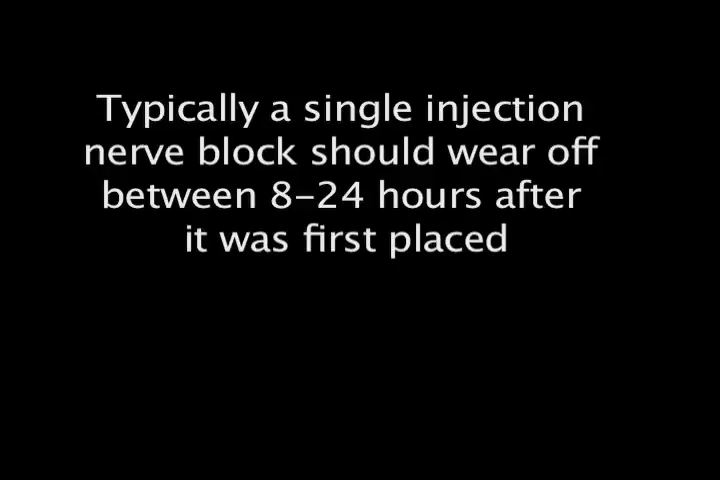 Typically a single injection
nerve block should wear off
between 8-24 hours after
it was first placed